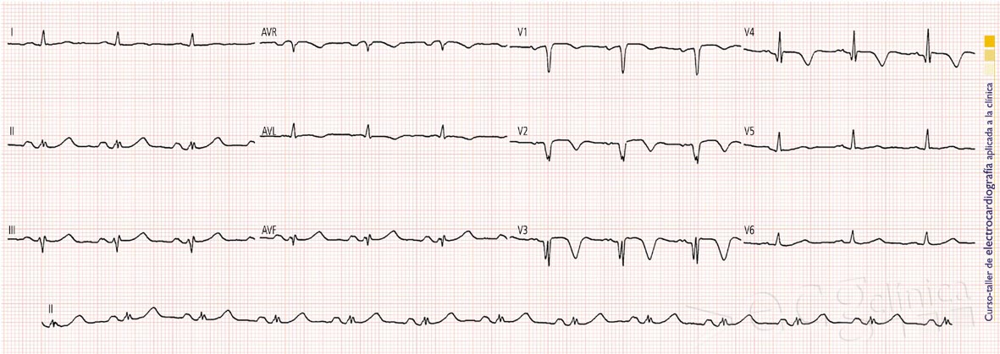 I
AVR
V1
V4
II
AVL
V2
V5
III
AVF
V3
V6
II
Curso-taller de electrocardiografía aplicada a la clínica